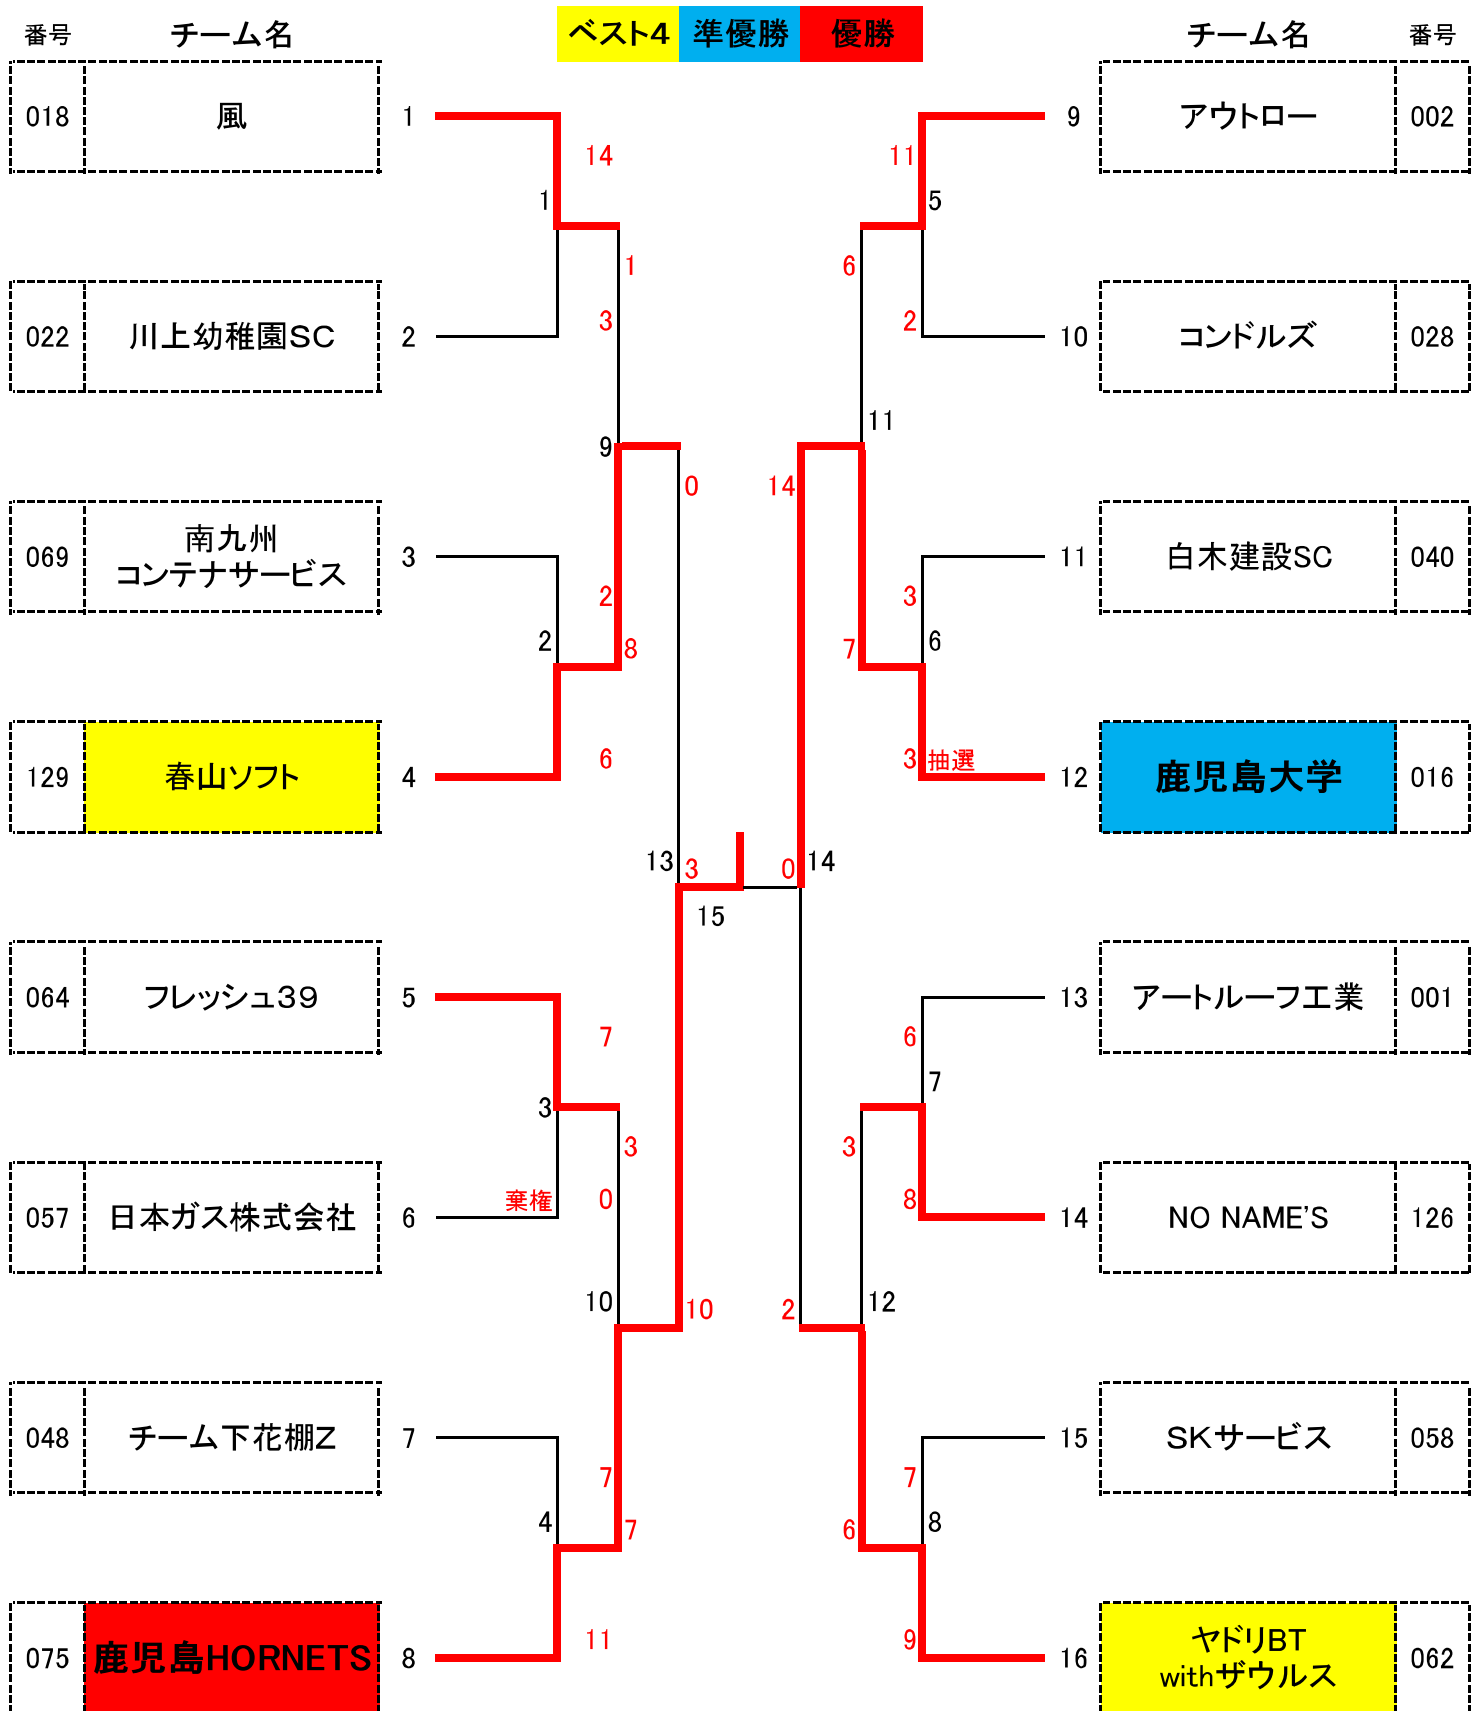 番号 チーム名 ベスト4 準優勝 優勝 チーム名 番号
018 風 1 9 アウトロー 002
14 11
1 5
1 6
3 2
022 川上幼稚園SC 2 10 コンドルズ 028
11
9
0 14
069 南九州
コンテナサービス 3 11 白木建設SC 040
2 3
2 6
8 7
6 3 抽選
129 春山ソフト 4 12 鹿児島大学 016
13 3 0 14
15
064 フレッシュ39 5 13 アートルーフ工業 001
7 6
3 7
3 3
棄権 0 8
057 日本ガス株式会社 6 14 NO NAME'S 126
10 10 2 12
048 チーム下花棚Z 7 15 SKサービス 058
7 7
4 7 6 8
11 9
075 鹿児島HORNETS 8 16 ヤドリBT
withザウルス 062